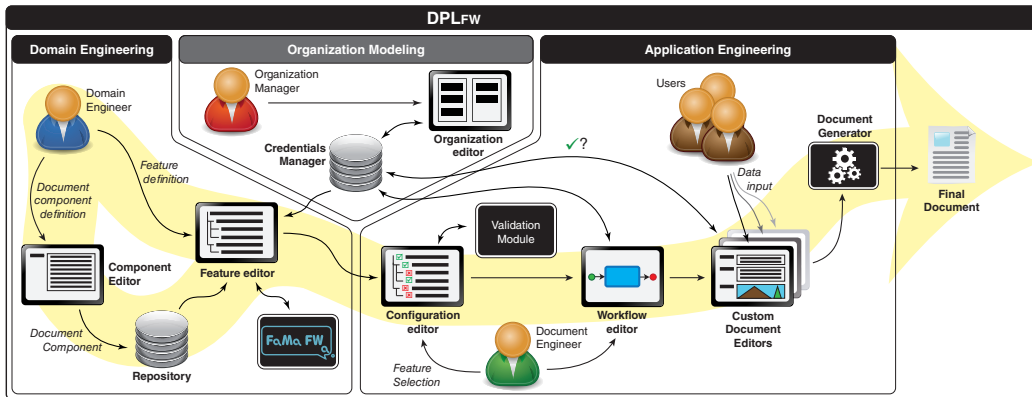 DPLFW
Domain Engineering
Organization Modeling
Application Engineering
Domain
Engineer
Organization
Manager
Organization
editor
Credentials
Manager
Users
✓?
Document
Generator
Data
input
Final
Document
Feature
definition
Document
component
definition
Component
Editor
Feature editor
Validation
Module
Document
Component
Repository
FaMa FW
Configuration
editor
Workflow
editor
Custom
Document
Editors
Document
Engineer
Feature
Selection